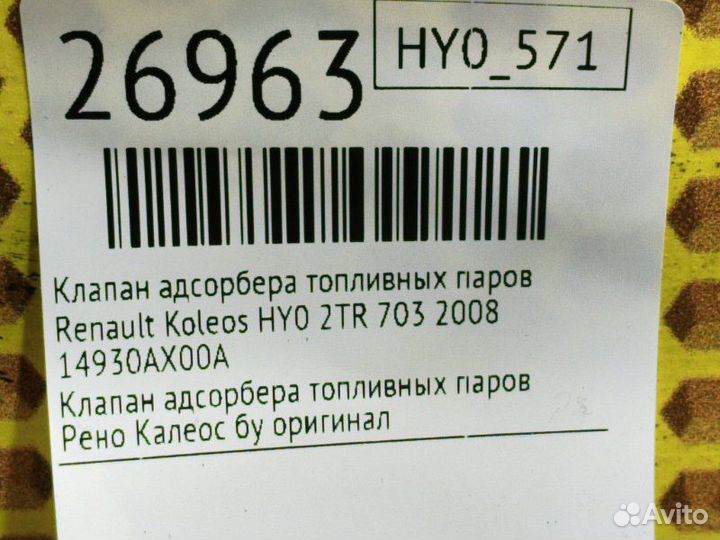 26963
HY0_571
Клапан адсорбера топливных паров
Renault Koleos HY0 2TR 703 2008
14930AX00A
Клапан адсорбера топливных паров
Рено Калеос бу оригинал
Avito